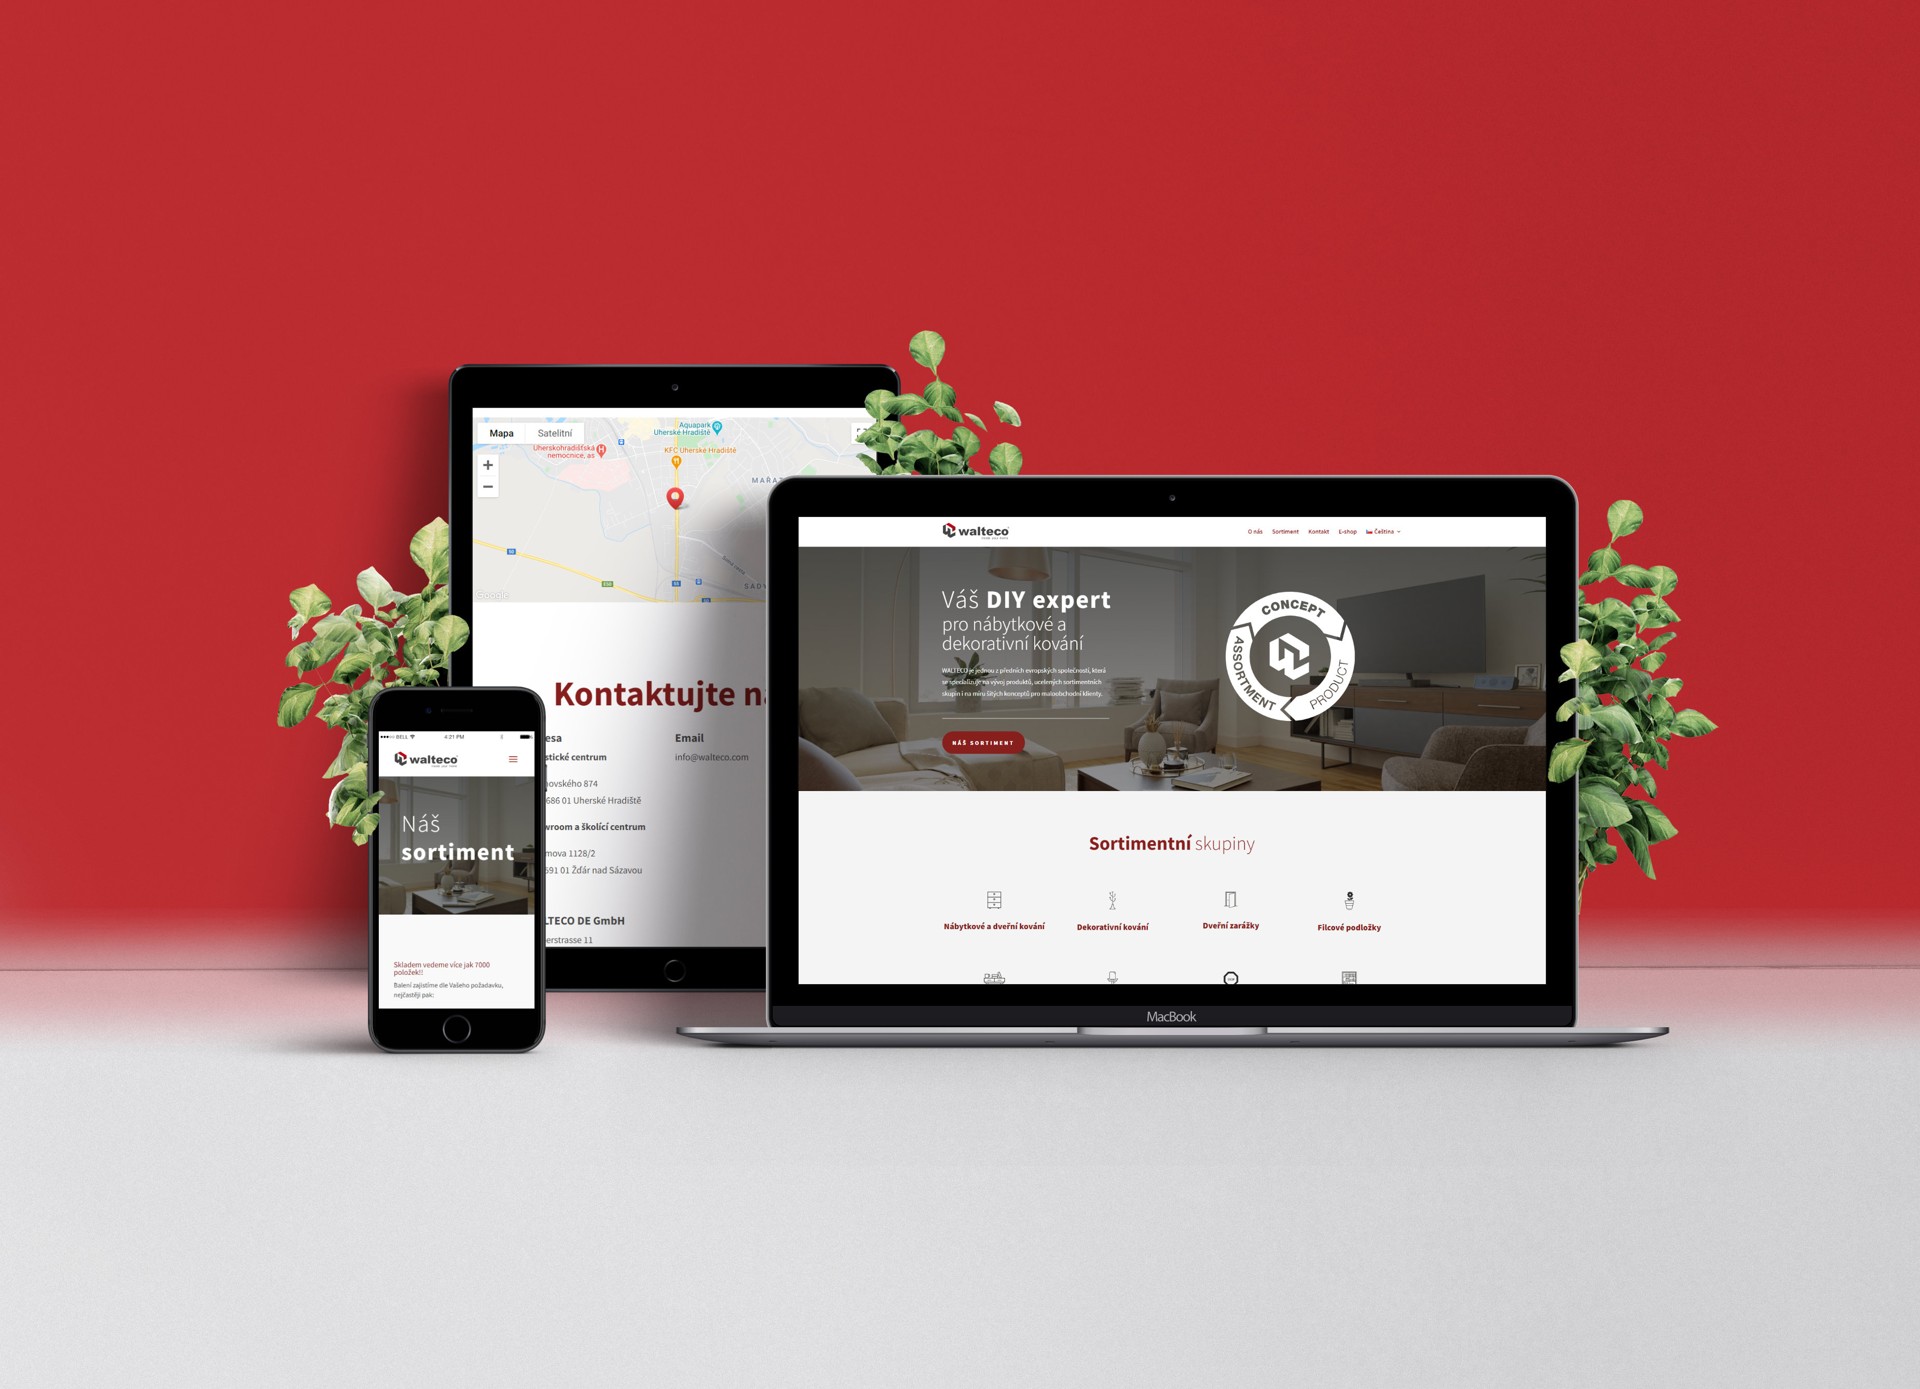 Mapa
Satelitní
Aquapark
Uherské Hradiště
Uherskohradišťská
nemocnice, as
KFC Uherské Hradiště
MAŘA
SADY
Google
Kontaktujte
esa
Email
stické centrum
info@walteco.com
ovského 874
686 01 Uherské Hradiště
wroom a školící centrum
mova 1128/2
591 01 Žďár nad Sázavou
LTECO DE GmbH
erstrasse 11
BELL
4:21 PM
walteco
Náš
sortiment
Skladem vedeme více jak 7000
položek!!
Balení zajistíme dle Vašeho požadavku,
nejčastěji pak:
walteco
O nás
Sortiment
Kontakt
E-shop
Čeština
Váš DIY expert
pro nábytkové a
dekorativní kování
WALTECO je jednou z předních evropských společností, která
se specializuje na vývoj produktů, ucelených sortimentních
skupin i na míru šitých konceptů pro maloobchodní klienty.
NÁŠ SORTIMENT
CONCEPT
PRODUCT
ASSORTMENT
Sortimentní skupiny
Nábytkové a dveřní kování
Dekorativní kování
Dveřní zarážky
Filcové podložky
MacBook